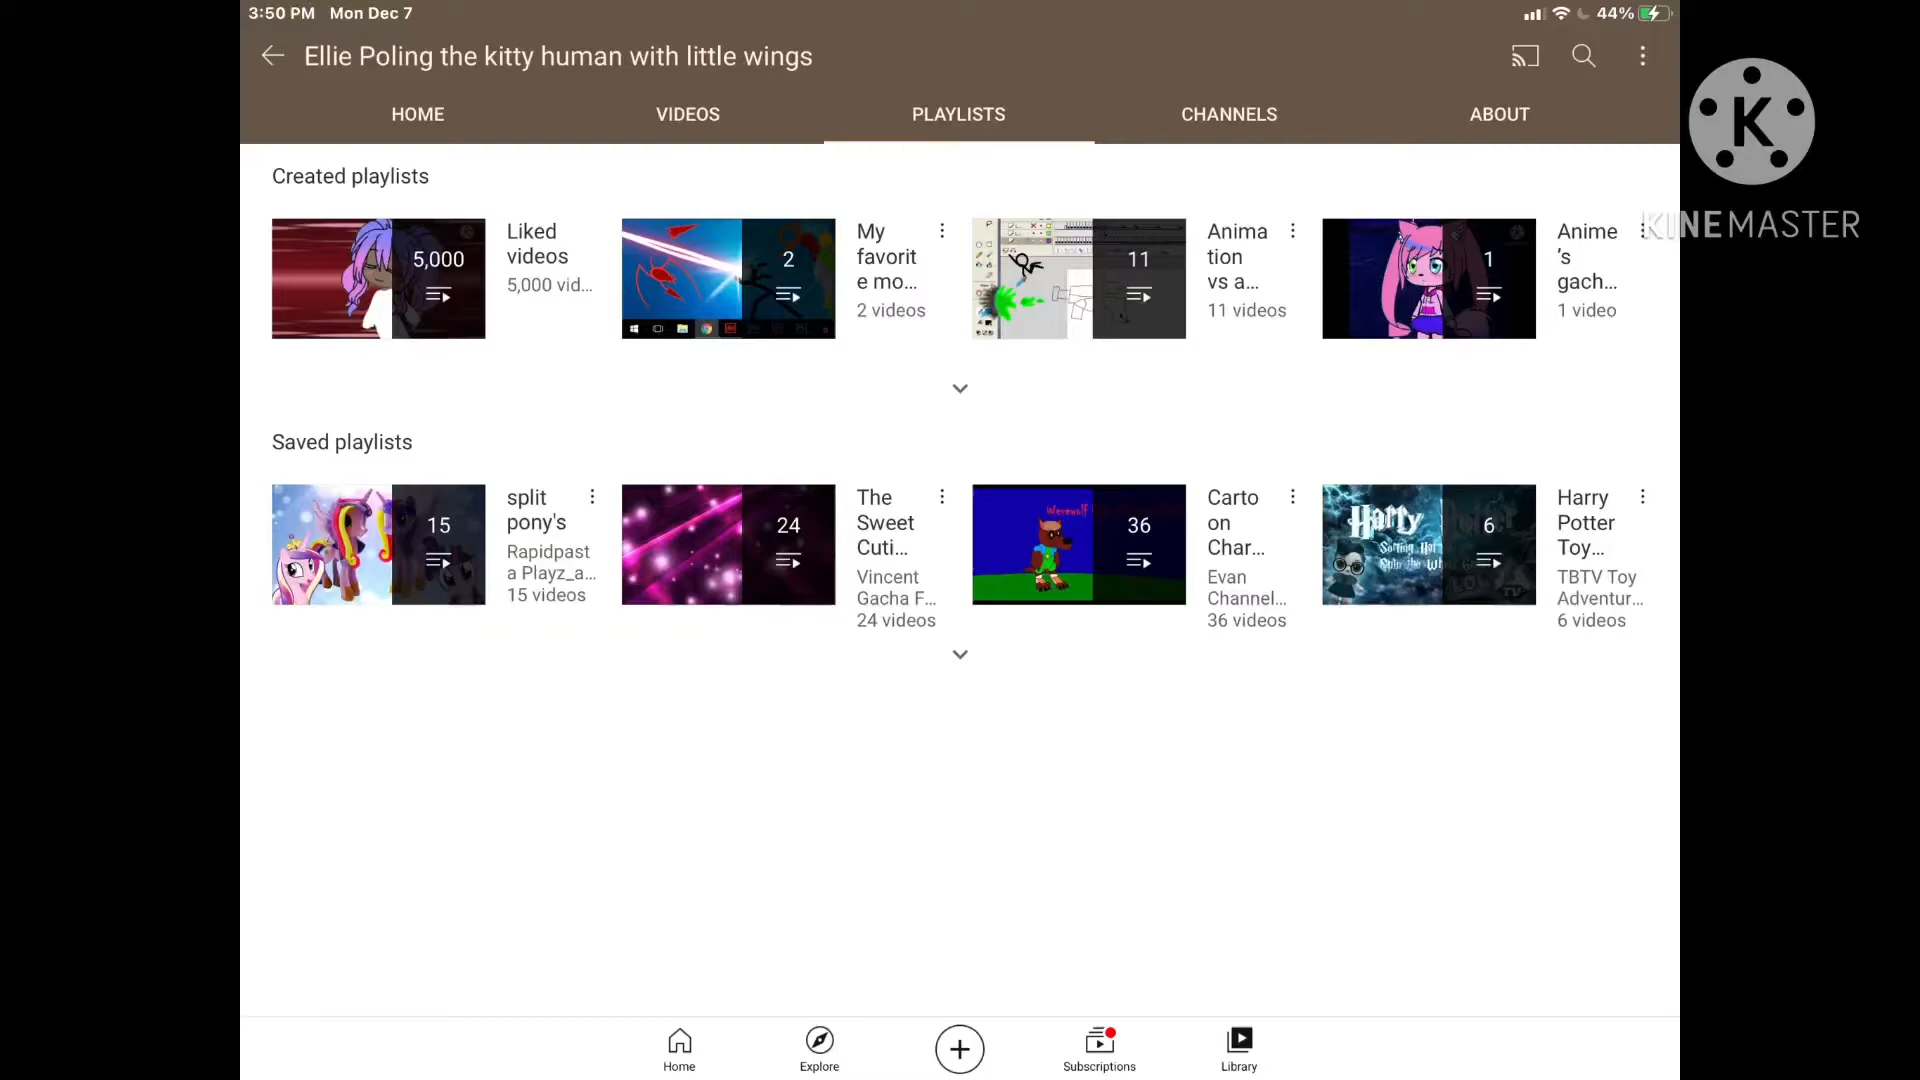 3:50 PM Mon Dec 7
44%
Ellie Poling the kitty human with little wings
HOME VIDEOS PLAYLISTS CHANNELS ABOUT
K
KINEMASTER
Created playlists
5,000
Liked
videos
5,000 vid...
2
My
favorit
e mo...
2 videos
11
Anima
tion
vs a...
11 videos
1
Anime
's
gach...
1 video
Saved playlists
15
split
pony's
Rapidpast
a Playz_a...
15 videos
24
The
Sweet
Cuti...
Vincent
Gacha F...
24 videos
Werewolf
36
Carto
on
Char...
Evan
Channel...
36 videos
Harry
6
Harry
Potter
Toy...
TBTV Toy
Adventur...
6 videos
Home Explore Subscriptions Library